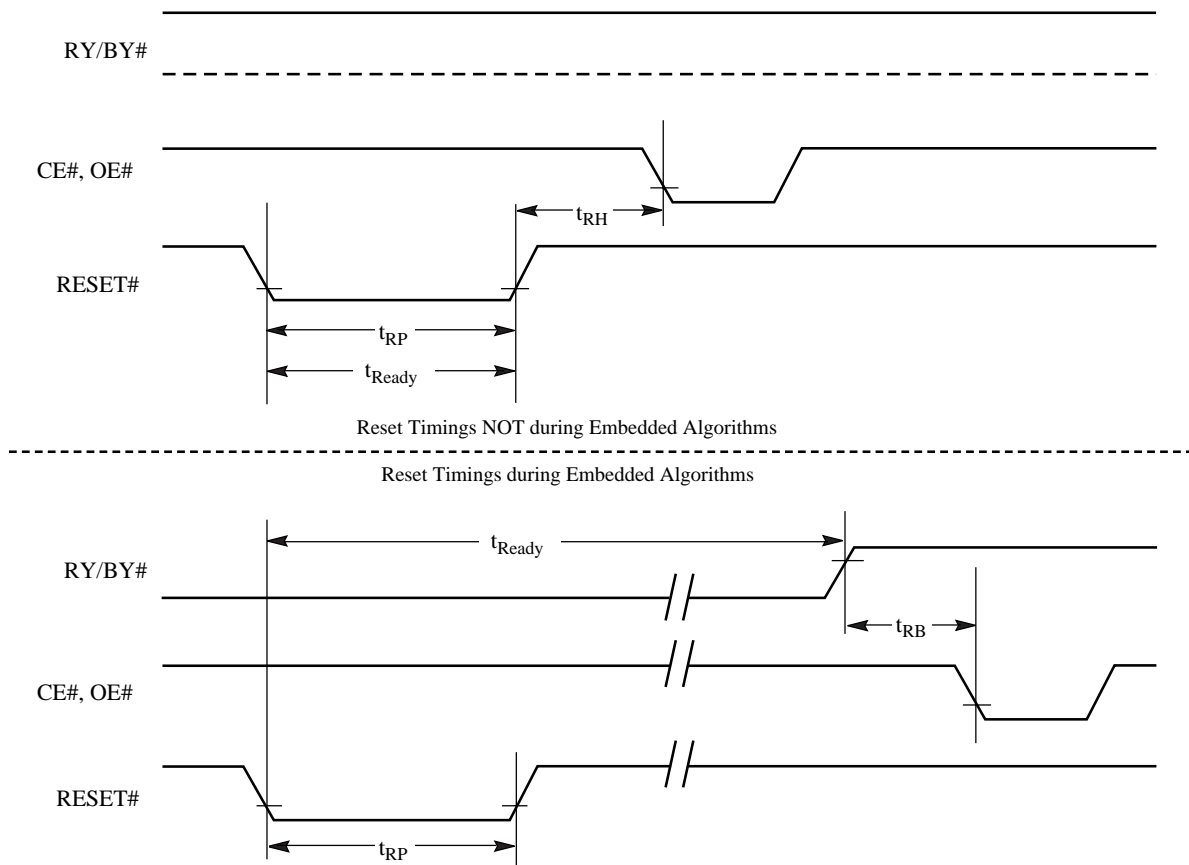 RY/BY#
CE#, OE#
tRH
RESET#
tRP
tReady
Reset Timings NOT during Embedded Algorithms
Reset Timings during Embedded Algorithms
tReady
RY/BY#
tRB
CE#, OE#
RESET#
tRP